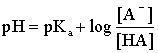 pH = pKₐ + log [A⁻] / [HA]